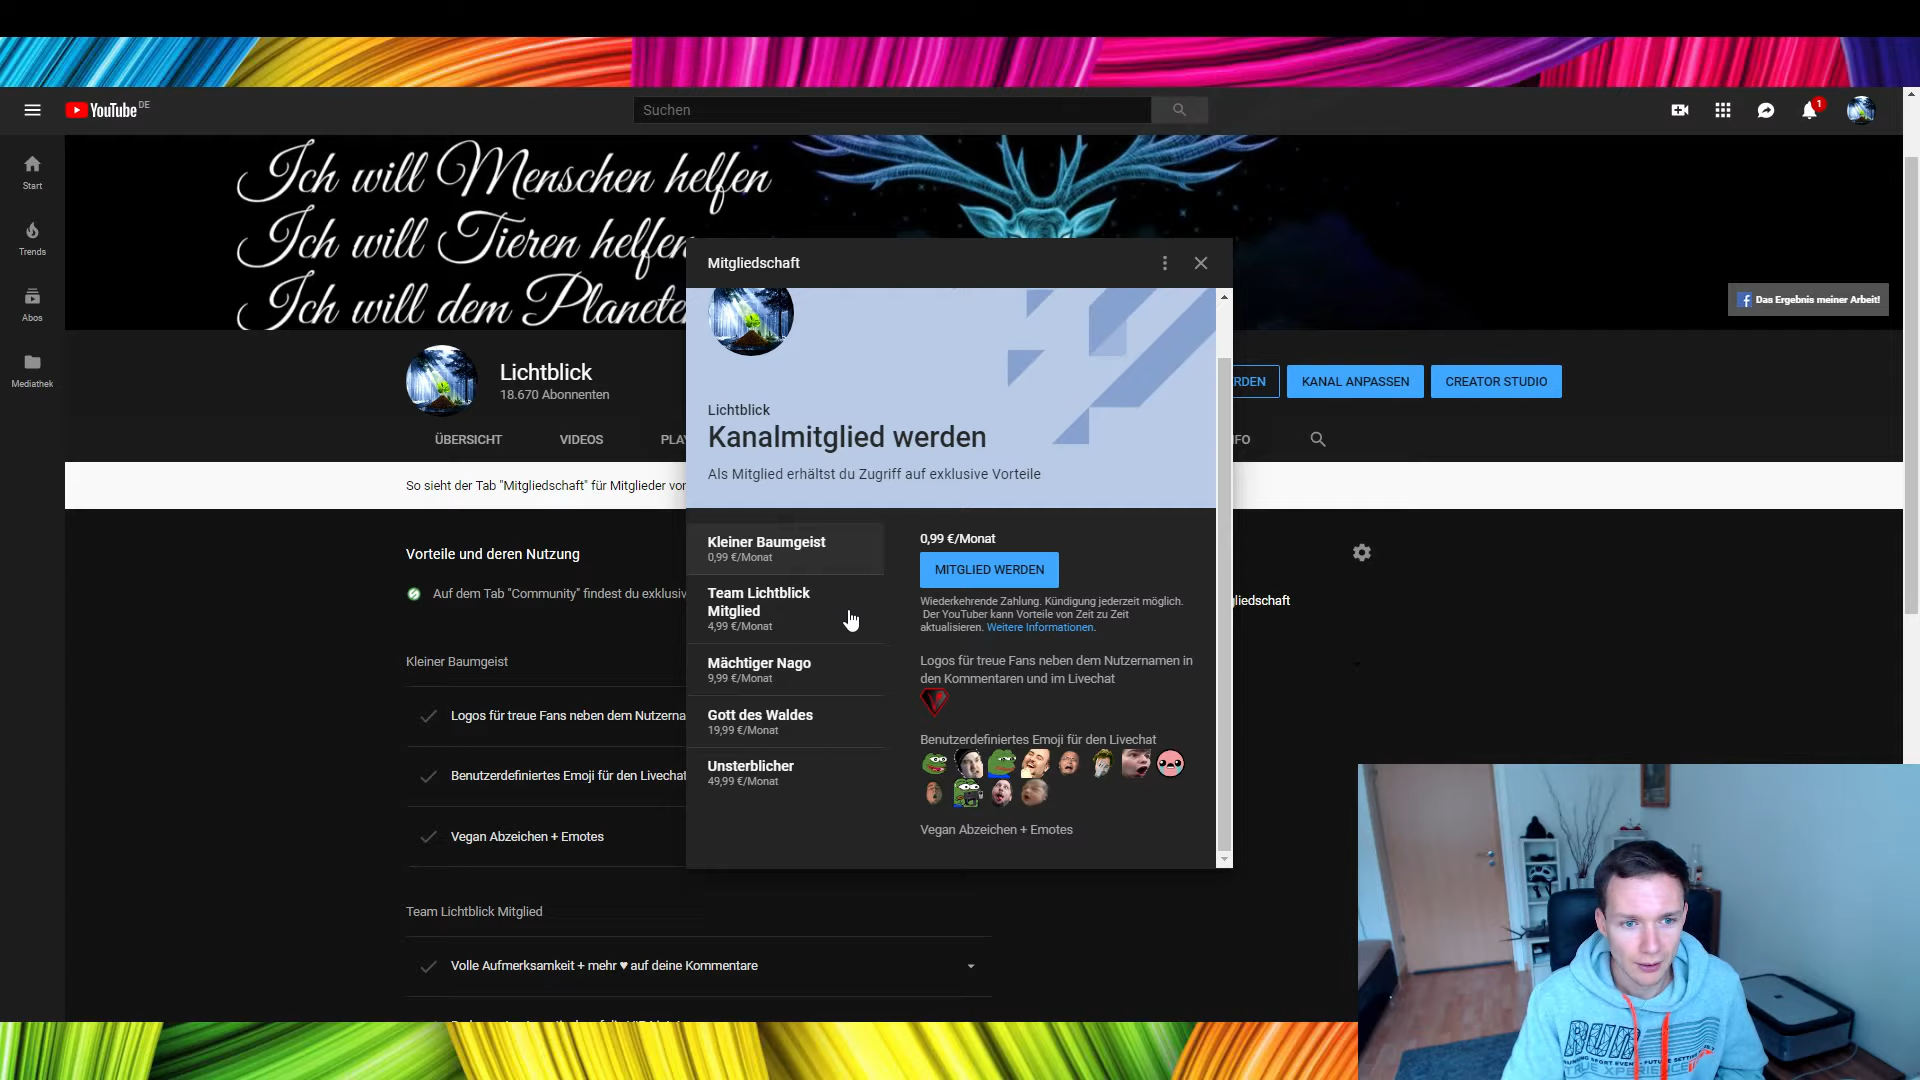 YouTube DE
Suchen
1
Start
Trends
Abos
Mediathek
Ich will Menschen helfen
Ich will Tieren helfen
Ich will dem Planete
Das Ergebnis meiner Arbeit!
Lichtblick
18.670 Abonnenten
RDEN
KANAL ANPASSEN
CREATOR STUDIO
ÜBERSICHT
VIDEOS
PLA
FO
So sieht der Tab "Mitgliedschaft" für Mitglieder vor
Vorteile und deren Nutzung
Auf dem Tab "Community" findest du exklusiv
gliedschaft
Kleiner Baumgeist
Logos für treue Fans neben dem Nutzerna
Benutzerdefiniertes Emoji für den Livechat
Vegan Abzeichen + Emotes
Team Lichtblick Mitglied
Volle Aufmerksamkeit + mehr ♥ auf deine Kommentare
Mitgliedschaft
Lichtblick
Kanalmitglied werden
Als Mitglied erhältst du Zugriff auf exklusive Vorteile
Kleiner Baumgeist
0,99 €/Monat
Team Lichtblick
Mitglied
4,99 €/Monat
Mächtiger Nago
9,99 €/Monat
Gott des Waldes
19,99 €/Monat
Unsterblicher
49,99 €/Monat
0,99 €/Monat
MITGLIED WERDEN
Wiederkehrende Zahlung. Kündigung jederzeit möglich.
Der YouTuber kann Vorteile von Zeit zu Zeit
aktualisieren. Weitere Informationen.
Logos für treue Fans neben dem Nutzernamen in
den Kommentaren und im Livechat
Benutzerdefiniertes Emoji für den Livechat
Vegan Abzeichen + Emotes
RUN